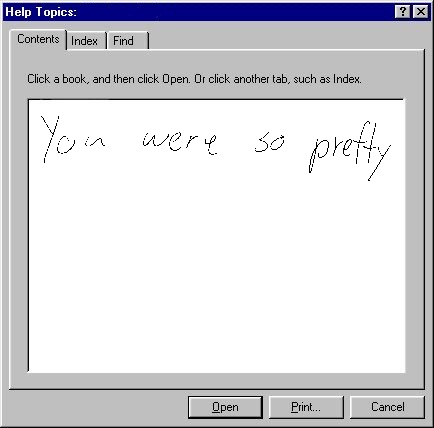 Help Topics:
Contents Index Find
Click a book, and then click Open. Or click another tab, such as Index.
You were so pretty
Open Print... Cancel